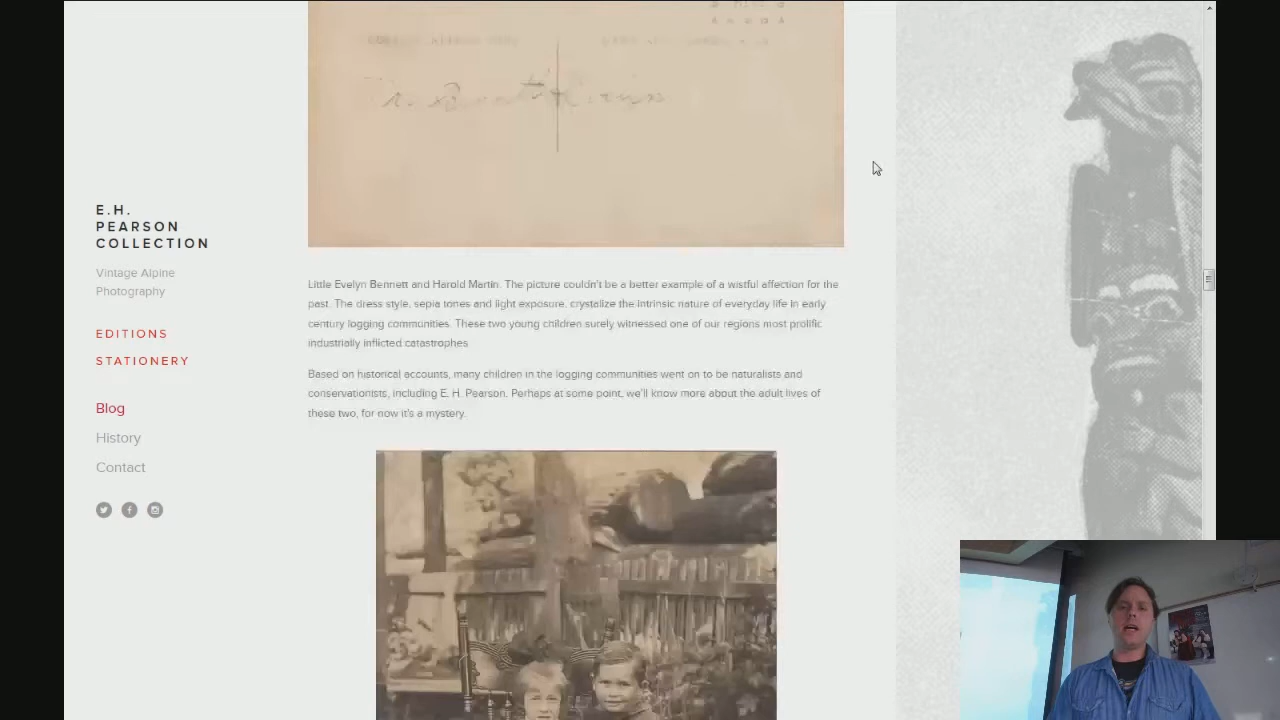 E.H.
PEARSON
COLLECTION
Vintage Alpine
Photography
EDITIONS
STATIONERY
Blog
History
Contact
Little Evelyn Bennett and Harold Martin. The picture couldn't be a better example of a wistful affection for the
past. The dress style, sepia tones and light exposure, crystalize the intrinsic nature of everyday life in early
century logging communities. These two young children surely witnessed one of our regions most prolific
industrially inflicted catastrophes.
Based on historical accounts, many children in the logging communities went on to be naturalists and
conservationists, including E. H. Pearson. Perhaps at some point, we'll know more about the adult lives of
these two, for now it's a mystery.